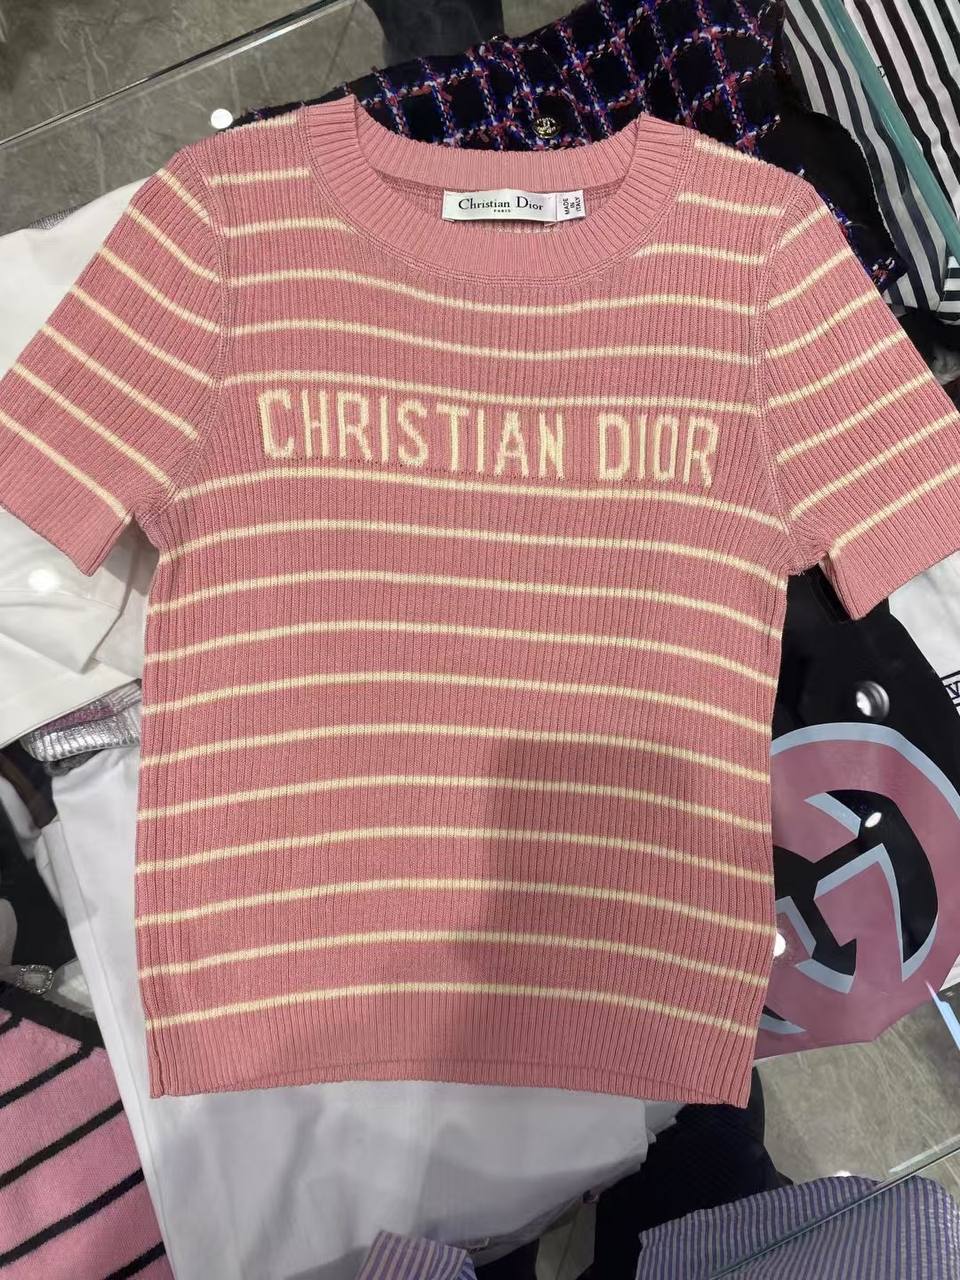 Christian Dior
PARIS
MADE
IN
ITALY
CHRISTIAN DIOR